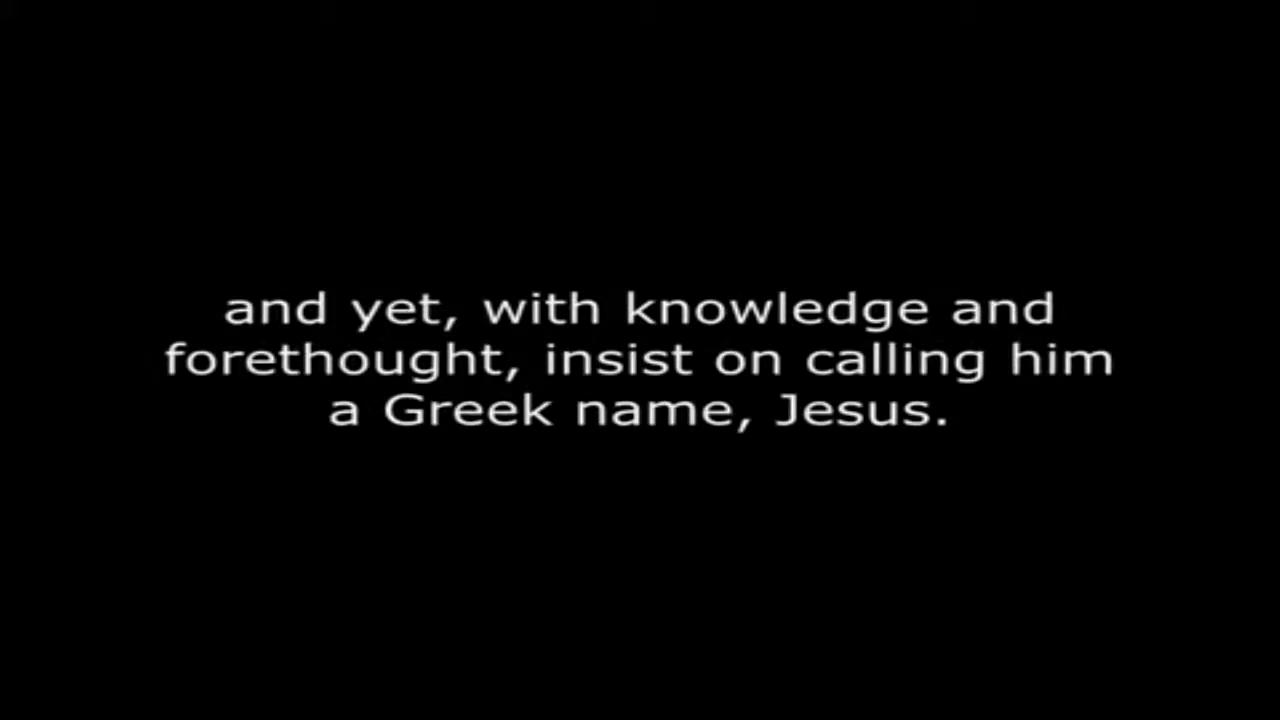 and yet, with knowledge and
forethought, insist on calling him
a Greek name, Jesus.